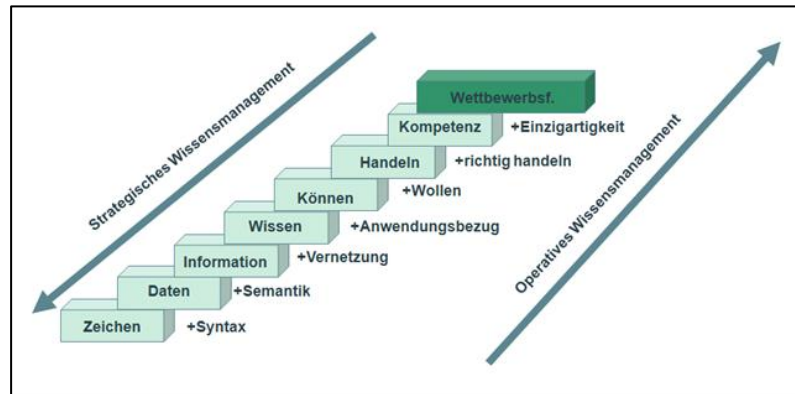 Strategisches Wissensmanagement
Wettbewerbsf.
Kompetenz
+Einzigartigkeit
Handeln
+richtig handeln
Können
+Wollen
Wissen
+Anwendungsbezug
Information
+Vernetzung
Daten
+Semantik
Zeichen
+Syntax
Operatives Wissensmanagement